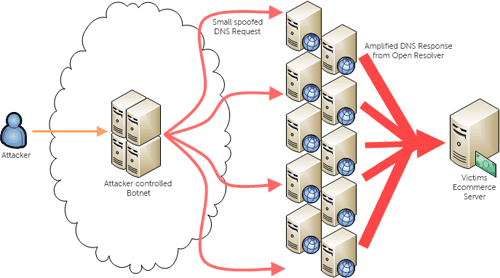 Small spoofed
DNS Request
Amplified DNS Response
from Open Resolver
Attacker
Attacker controlled
Botnet
Victims
Ecommerce
Server